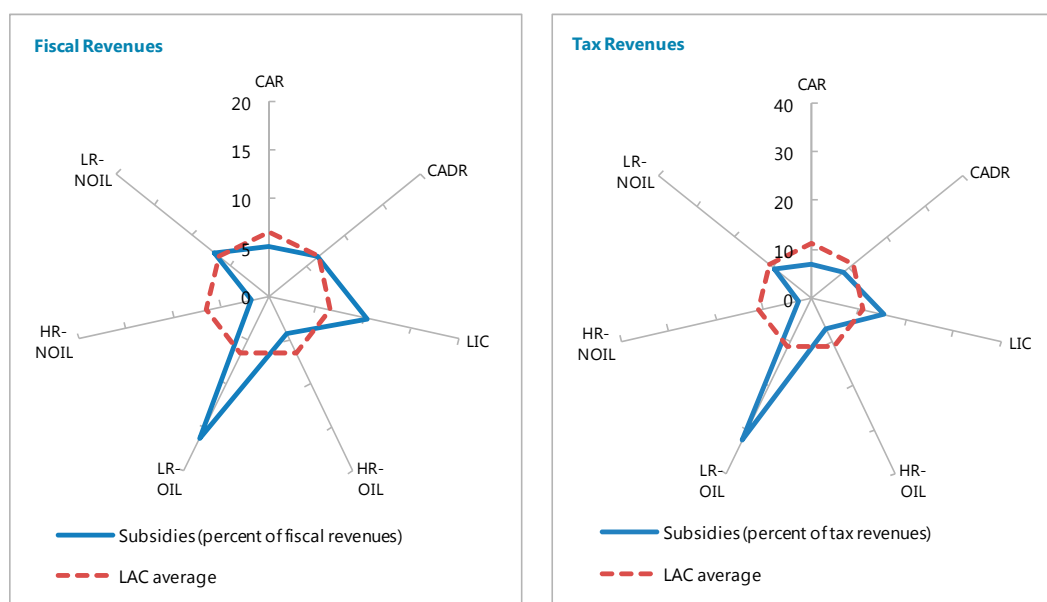 Fiscal Revenues
CAR
20
15
10
5
0
CADR
LIC
HR-
OIL
LR-
OIL
HR-
NOIL
LR-
NOIL
Subsidies (percent of fiscal revenues)
LAC average
Tax Revenues
CAR
40
30
20
10
0
CADR
LIC
HR-
OIL
LR-
OIL
HR-
NOIL
LR-
NOIL
Subsidies (percent of tax revenues)
LAC average